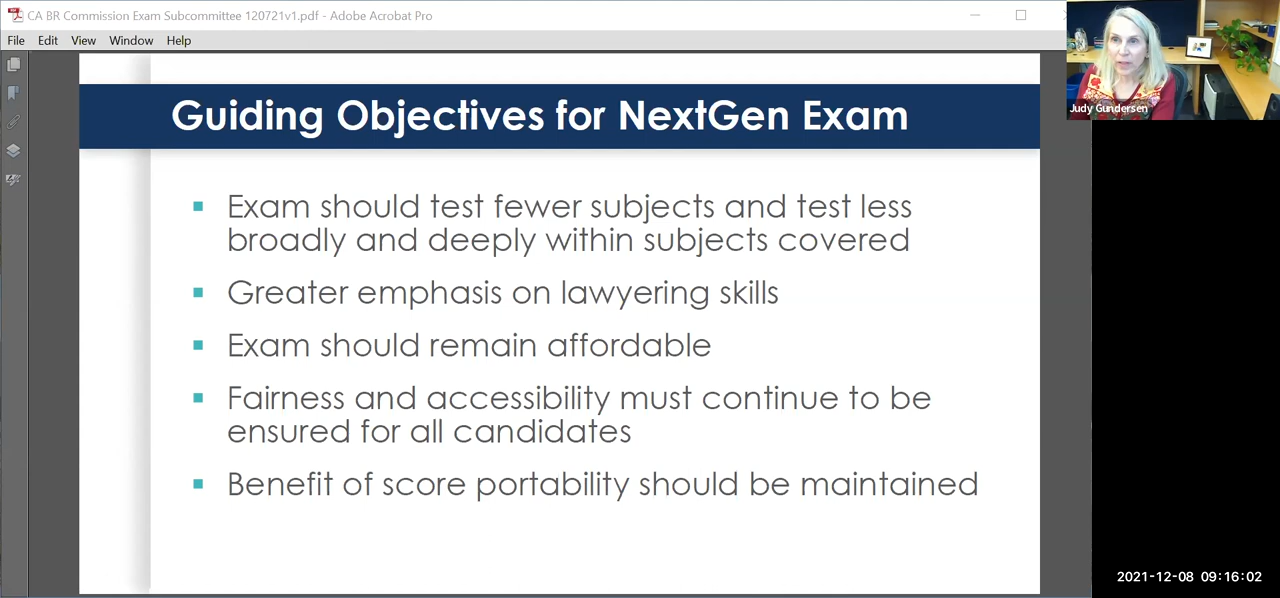 CA BR Commission Exam Subcommittee 120721v1.pdf - Adobe Acrobat Pro
File Edit View Window Help
Judy Gundersen
Guiding Objectives for NextGen Exam
Exam should test fewer subjects and test less
broadly and deeply within subjects covered
Greater emphasis on lawyering skills
Exam should remain affordable
Fairness and accessibility must continue to be
ensured for all candidates
Benefit of score portability should be maintained
2021-12-08 09:16:02